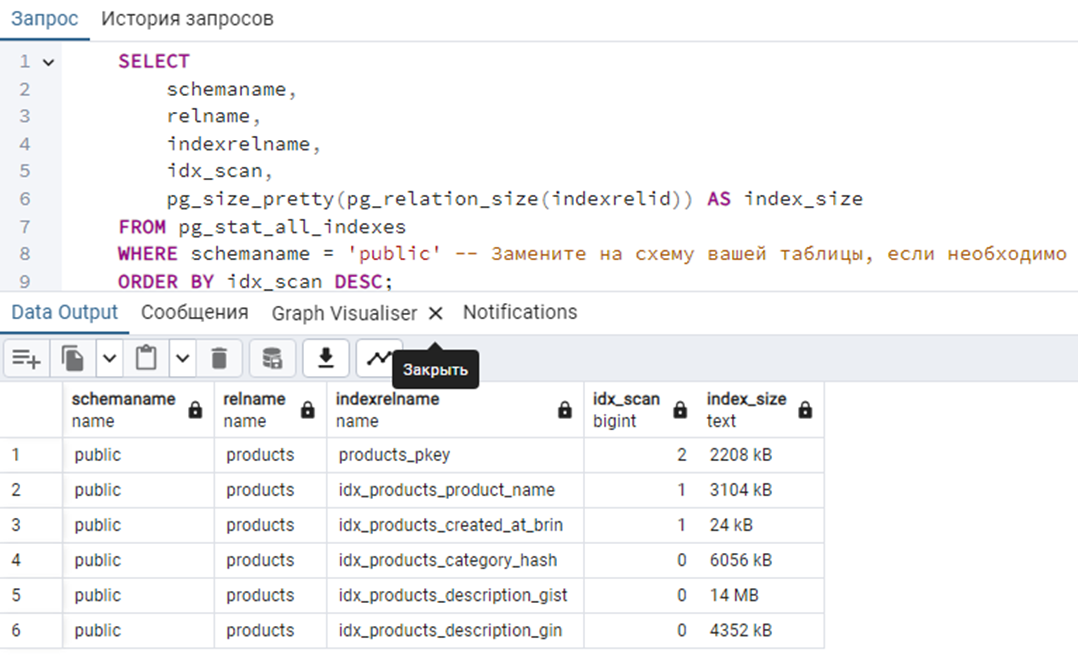 Запрос История запросов
1 SELECT
2 schemaname,
3 relname,
4 indexrelname,
5 idx_scan,
6 pg_size_pretty(pg_relation_size(indexrelid)) AS index_size
7 FROM pg_stat_all_indexes
8 WHERE schemaname = 'public' -- Замените на схему вашей таблицы, если необходимо
9 ORDER BY idx_scan DESC;
Data Output Сообщения Graph Visualiser × Notifications
Закрыть
schemaname relname indexrelname idx_scan index_size
name name name bigint text
1 public products products_pkey 2 2208 kB
2 public products idx_products_product_name 1 3104 kB
3 public products idx_products_created_at_brin 1 24 kB
4 public products idx_products_category_hash 0 6056 kB
5 public products idx_products_description_gist 0 14 MB
6 public products idx_products_description_gin 0 4352 kB